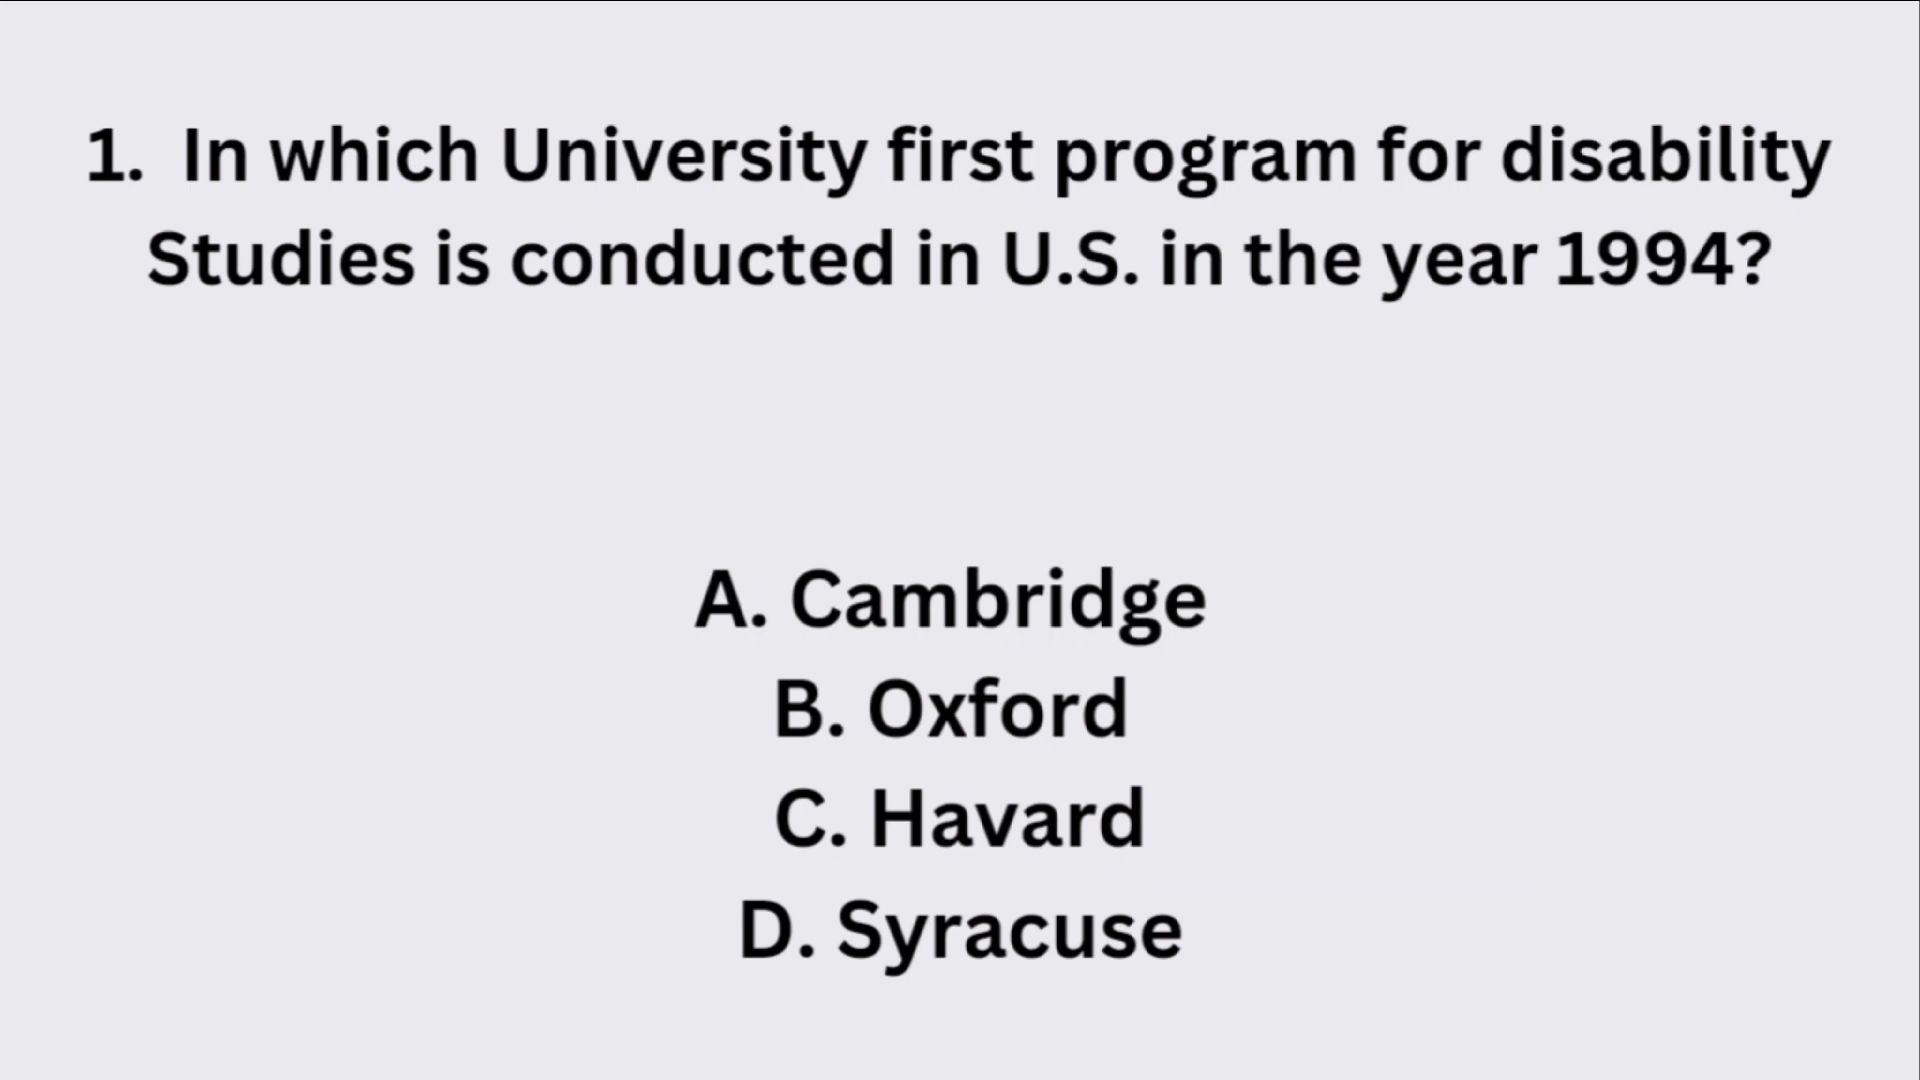 1. In which University first program for disability
Studies is conducted in U.S. in the year 1994?
A. Cambridge
B. Oxford
C. Havard
D. Syracuse